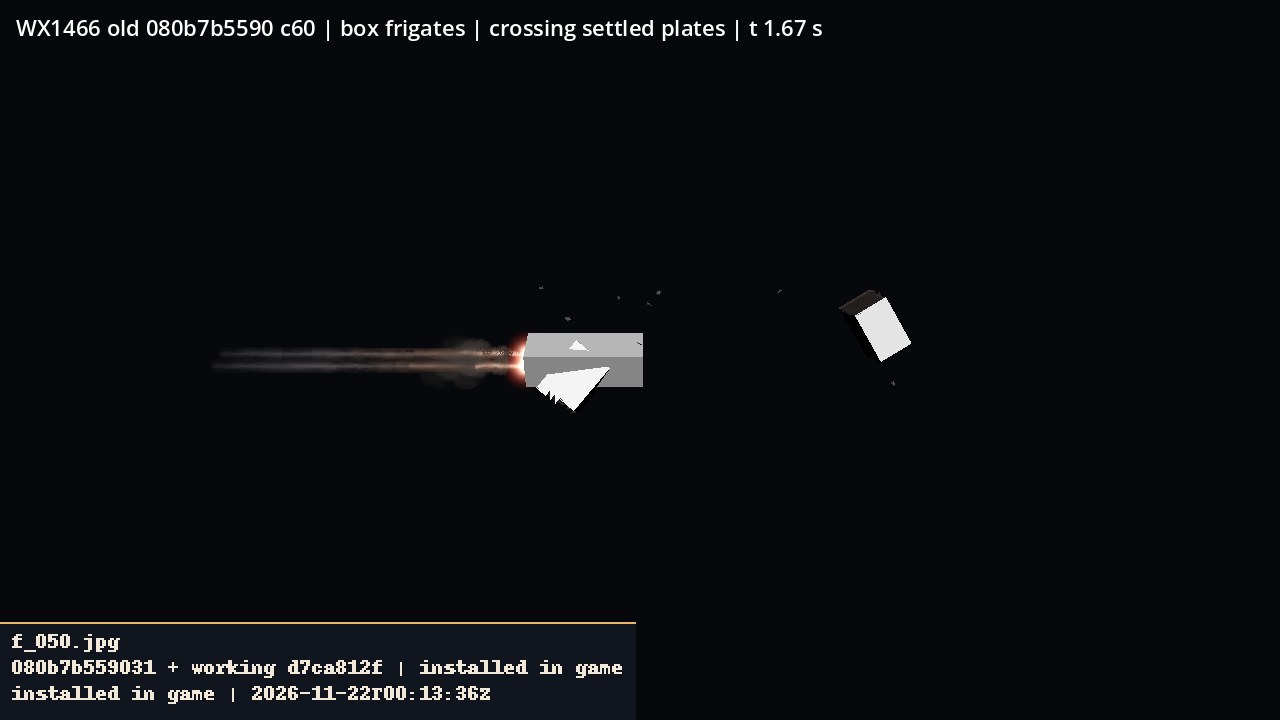 WX1466 old 080b7b5590 c60 | box frigates | crossing settled plates | t 1.67 s
f_050.jpg
080b7b559031 + working d7ca812f | installed in game
installed in game | 2026-11-22T00:13:36Z